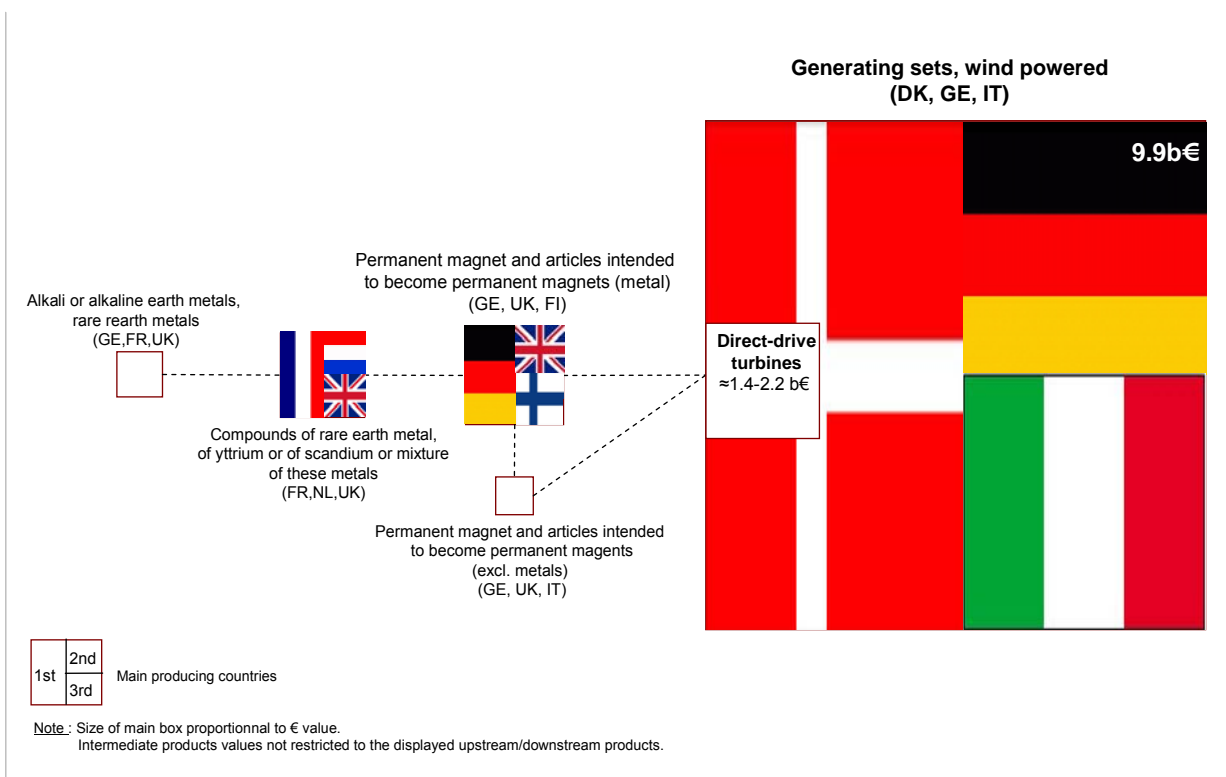 Generating sets, wind powered
(DK, GE, IT)
9.9b€
Permanent magnet and articles intended
to become permanent magnets (metal)
(GE, UK, FI)
Alkali or alkaline earth metals,
rare rearth metals
(GE,FR,UK)
Direct-drive
turbines
≈1.4-2.2 b€
Compounds of rare earth metal,
of yttrium or of scandium or mixture
of these metals
(FR,NL,UK)
Permanent magnet and articles intended
to become permanent magents
(excl. metals)
(GE, UK, IT)
1st
2nd
3rd
Main producing countries
Note : Size of main box proportionnal to € value.
Intermediate products values not restricted to the displayed upstream/downstream products.